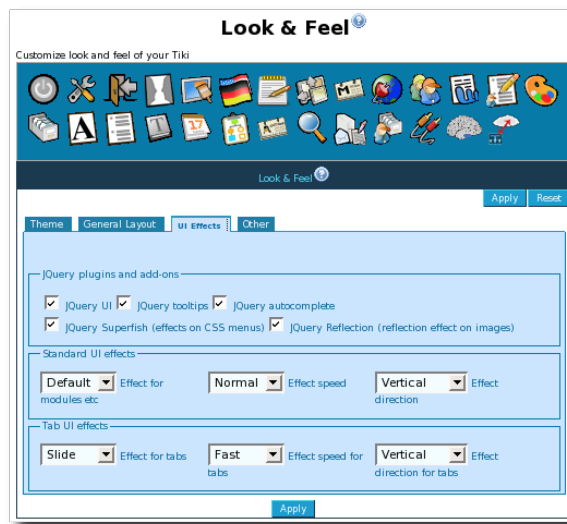 Look & Feel
Customize look and feel of your Tiki
17
Look & Feel
Apply Reset
Theme General Layout UI Effects Other
JQuery plugins and add-ons
JQuery UI JQuery tooltips JQuery autocomplete
JQuery Superfish (effects on CSS menus) JQuery Reflection (reflection effect on images)
Standard UI effects
Default Effect for modules etc Normal Effect speed Vertical Effect direction
Tab UI effects
Slide Effect for tabs Fast Effect speed for tabs Vertical Effect direction for tabs
Apply